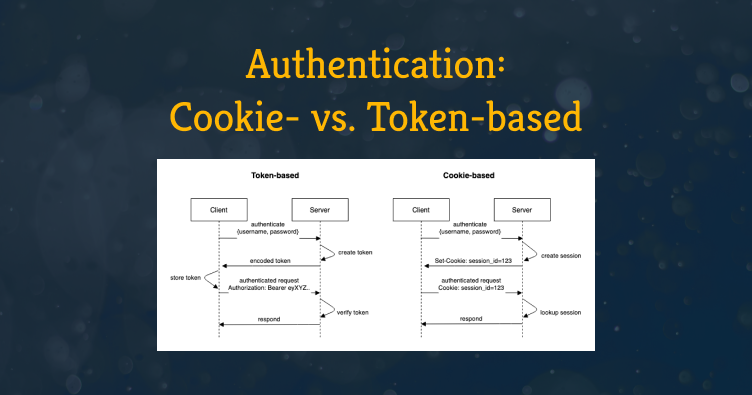 Authentication:
Cookie- vs. Token-based
Token-based
Client
Server
authenticate
{username, password}
create token
encoded token
store token
authenticated request
Authorization: Bearer eyXYZ..
verify token
respond
Cookie-based
Client
Server
authenticate
{username, password}
create session
Set-Cookie: session_id=123
authenticated request
Cookie: session_id=123
lookup session
respond